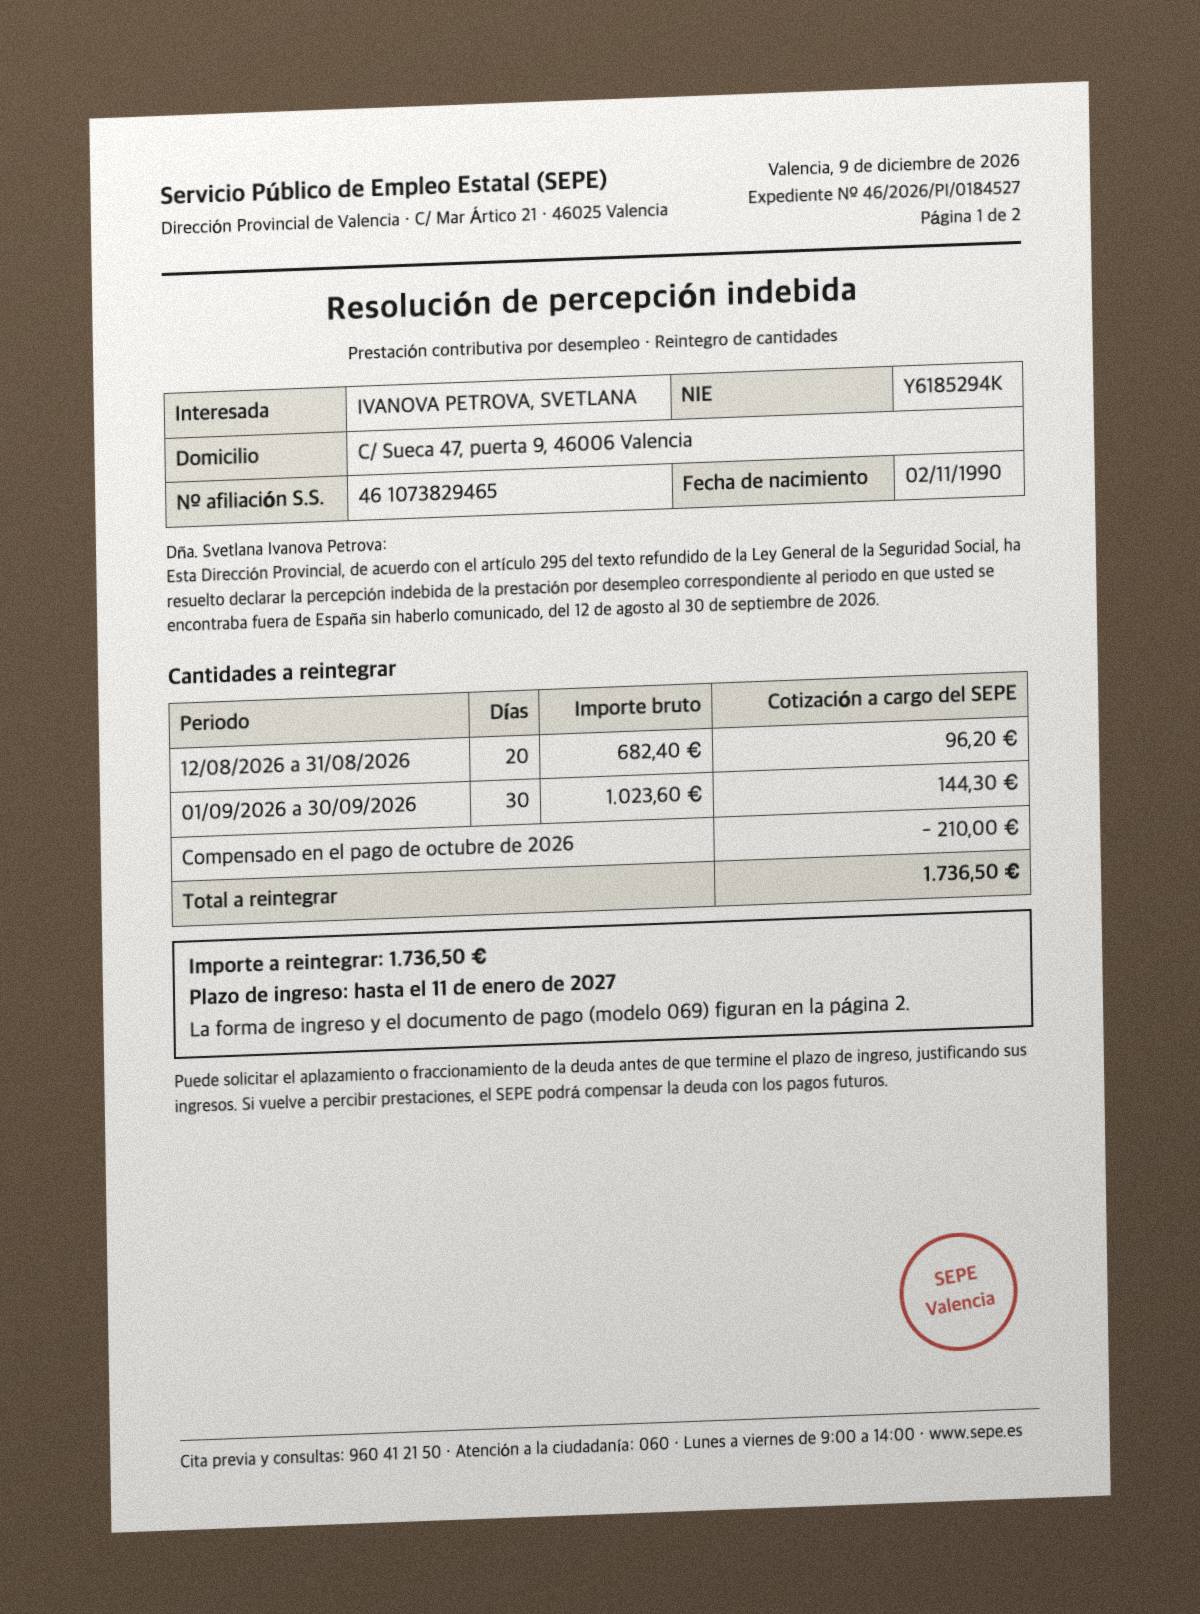 Servicio Público de Empleo Estatal (SEPE)
Dirección Provincial de Valencia · C/ Mar Ártico 21 · 46025 Valencia
Valencia, 9 de diciembre de 2026
Expediente Nº 46/2026/PI/0184527
Página 1 de 2
Resolución de percepción indebida
Prestación contributiva por desempleo · Reintegro de cantidades
Interesada IVANOVA PETROVA, SVETLANA NIE Y6185294K
Domicilio C/ Sueca 47, puerta 9, 46006 Valencia
Nº afiliación S.S. 46 1073829465 Fecha de nacimiento 02/11/1990
Dña. Svetlana Ivanova Petrova:
Esta Dirección Provincial, de acuerdo con el artículo 295 del texto refundido de la Ley General de la Seguridad Social, ha
resuelto declarar la percepción indebida de la prestación por desempleo correspondiente al periodo en que usted se
encontraba fuera de España sin haberlo comunicado, del 12 de agosto al 30 de septiembre de 2026.
Cantidades a reintegrar
Periodo Días Importe bruto Cotización a cargo del SEPE
12/08/2026 a 31/08/2026 20 682,40 € 96,20 €
01/09/2026 a 30/09/2026 30 1.023,60 € 144,30 €
Compensado en el pago de octubre de 2026 - 210,00 €
Total a reintegrar 1.736,50 €
Importe a reintegrar: 1.736,50 €
Plazo de ingreso: hasta el 11 de enero de 2027
La forma de ingreso y el documento de pago (modelo 069) figuran en la página 2.
Puede solicitar el aplazamiento o fraccionamiento de la deuda antes de que termine el plazo de ingreso, justificando sus
ingresos. Si vuelve a percibir prestaciones, el SEPE podrá compensar la deuda con los pagos futuros.
SEPE
Valencia
Cita previa y consultas: 960 41 21 50 · Atención a la ciudadanía: 060 · Lunes a viernes de 9:00 a 14:00 · www.sepe.es